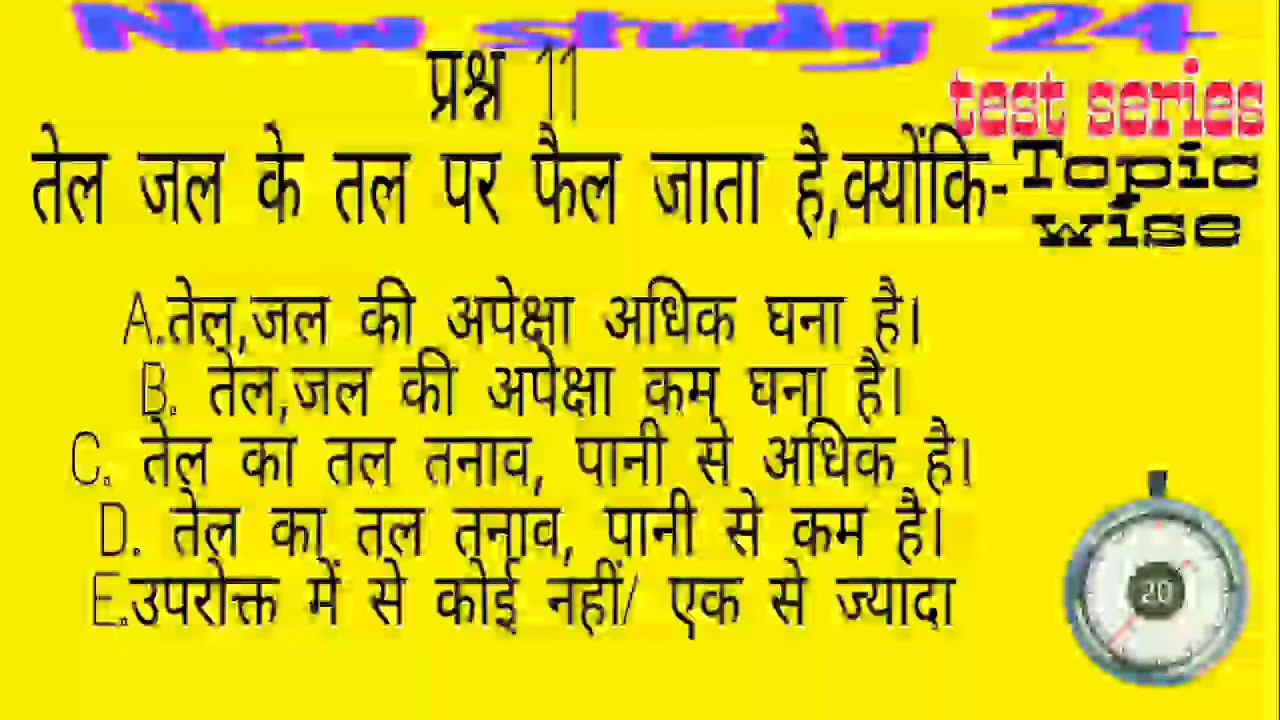 New study 24
प्रश्न 11
test series
तेल जल के तल पर फैल जाता है,क्योंकि-
Topic
wise
A.तेल,जल की अपेक्षा अधिक घना है।
B. तेल,जल की अपेक्षा कम घना है।
C. तेल का तल तनाव, पानी से अधिक है।
D. तेल का तल तनाव, पानी से कम है।
E.उपरोक्त में से कोई नहीं/ एक से ज्यादा
20